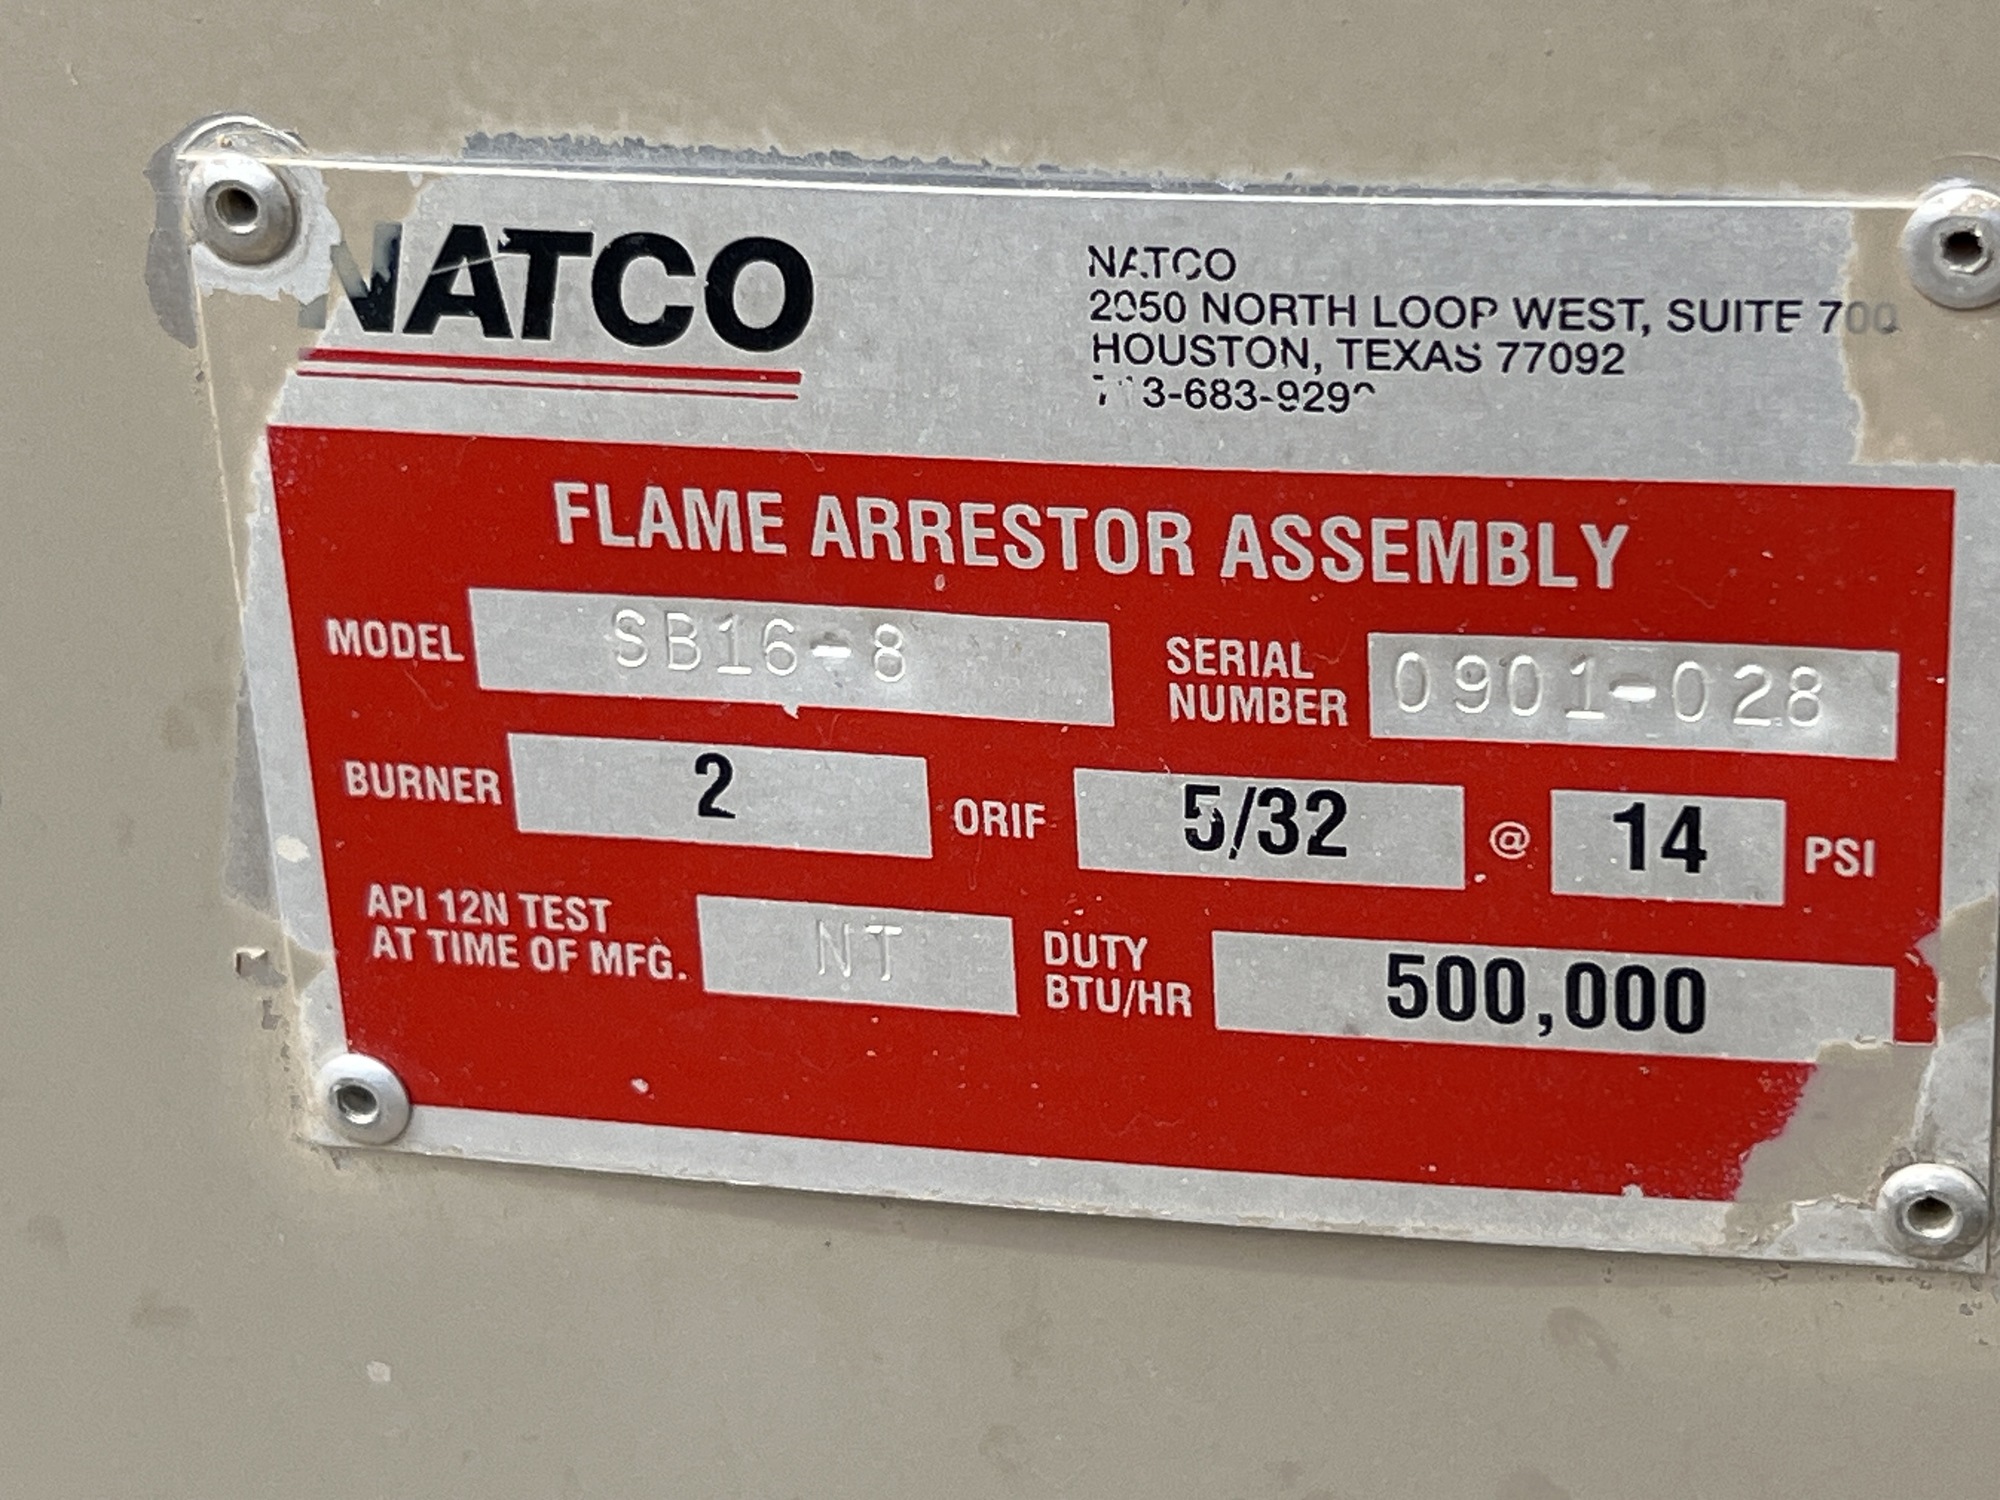 NATCO
NATCO
2950 NORTH LOOP WEST, SUITE 700
HOUSTON, TEXAS 77092
FLAME ARRESTOR ASSEMBLY
MODEL SB16-8 SERIAL NUMBER 0901-028
BURNER 2 ORIF 5/32 @ 14 PSI
API 12N TEST
AT TIME OF MFG. NT DUTY BTU/HR 500,000